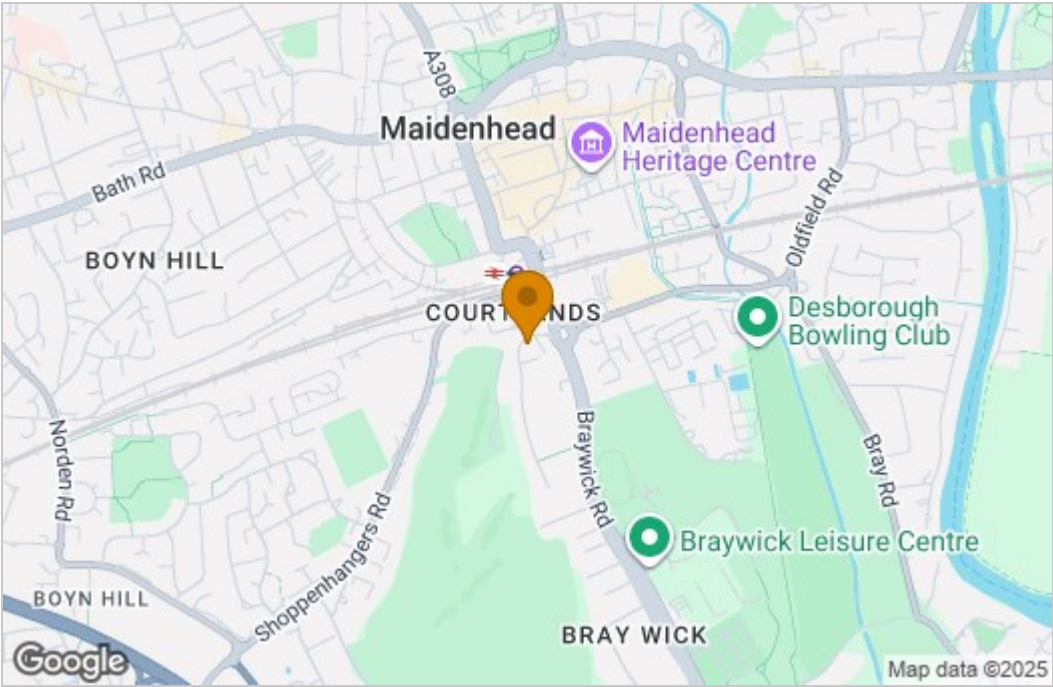 A308
Maidenhead
Maidenhead
Heritage Centre
Bath Rd
Oldfield Rd
BOYN HILL
Desborough
Bowling Club
Norden Rd
Braywick Rd
Bray Rd
Shoppenhangers Rd
Braywick Leisure Centre
BOYN HILL
BRAY WICK
Google
Map data ©2025